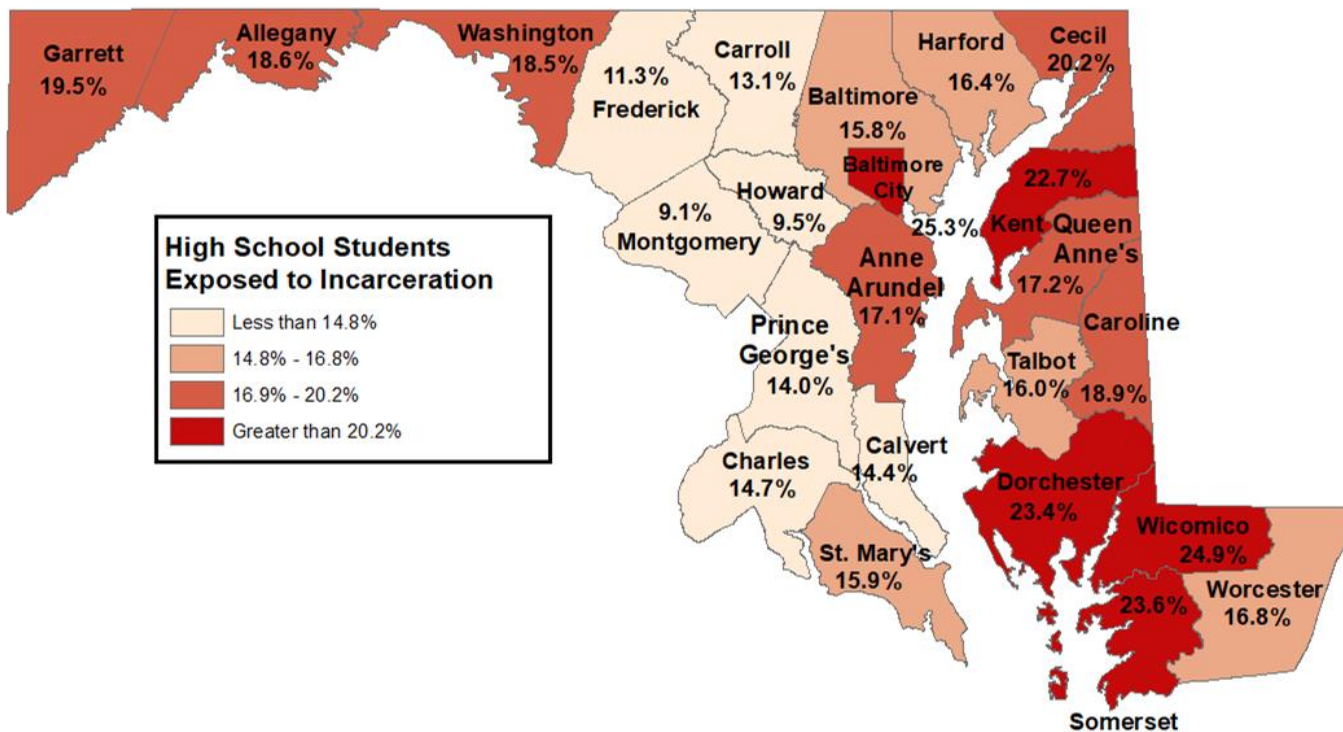 Garrett
19.5%
Allegany
18.6%
Washington
18.5%
11.3%
Frederick
Carroll
13.1%
Baltimore
15.8%
Harford
16.4%
Cecil
20.2%
Baltimore
City
25.3%
22.7%
Kent
Queen
Anne's
17.2%
Howard
9.5%
9.1%
Montgomery
Anne
Arundel
17.1%
Prince
George's
14.0%
Caroline
18.9%
Talbot
16.0%
Charles
14.7%
Calvert
14.4%
St. Mary's
15.9%
Dorchester
23.4%
Wicomico
24.9%
Worcester
16.8%
23.6%
Somerset
High School Students
Exposed to Incarceration
Less than 14.8%
14.8% - 16.8%
16.9% - 20.2%
Greater than 20.2%